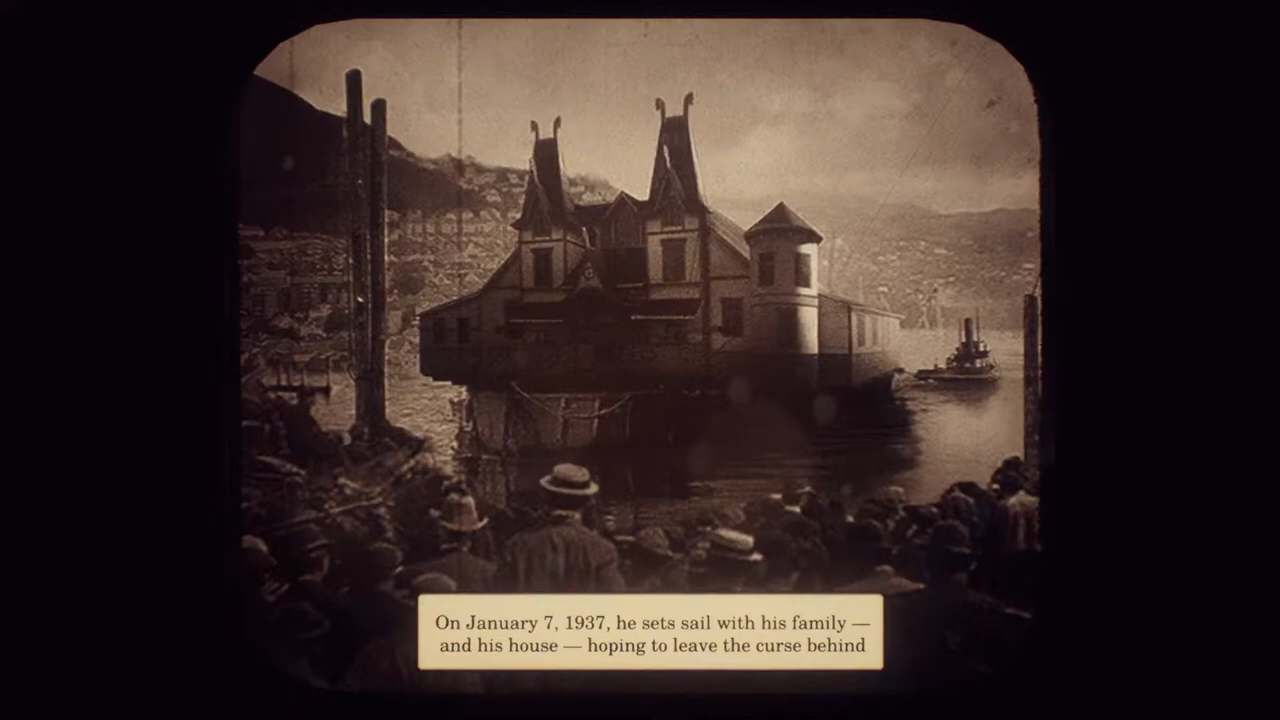 On January 7, 1937, he sets sail with his family —
and his house — hoping to leave the curse behind